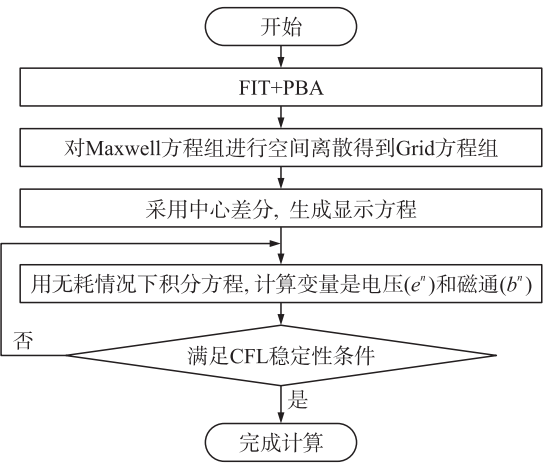 开始
FIT+PBA
对Maxwell方程组进行空间离散得到Grid方程组
采用中心差分, 生成显示方程
用无耗情况下积分方程, 计算变量是电压(eⁿ)和磁通(bⁿ)
否
满足CFL稳定性条件
是
完成计算